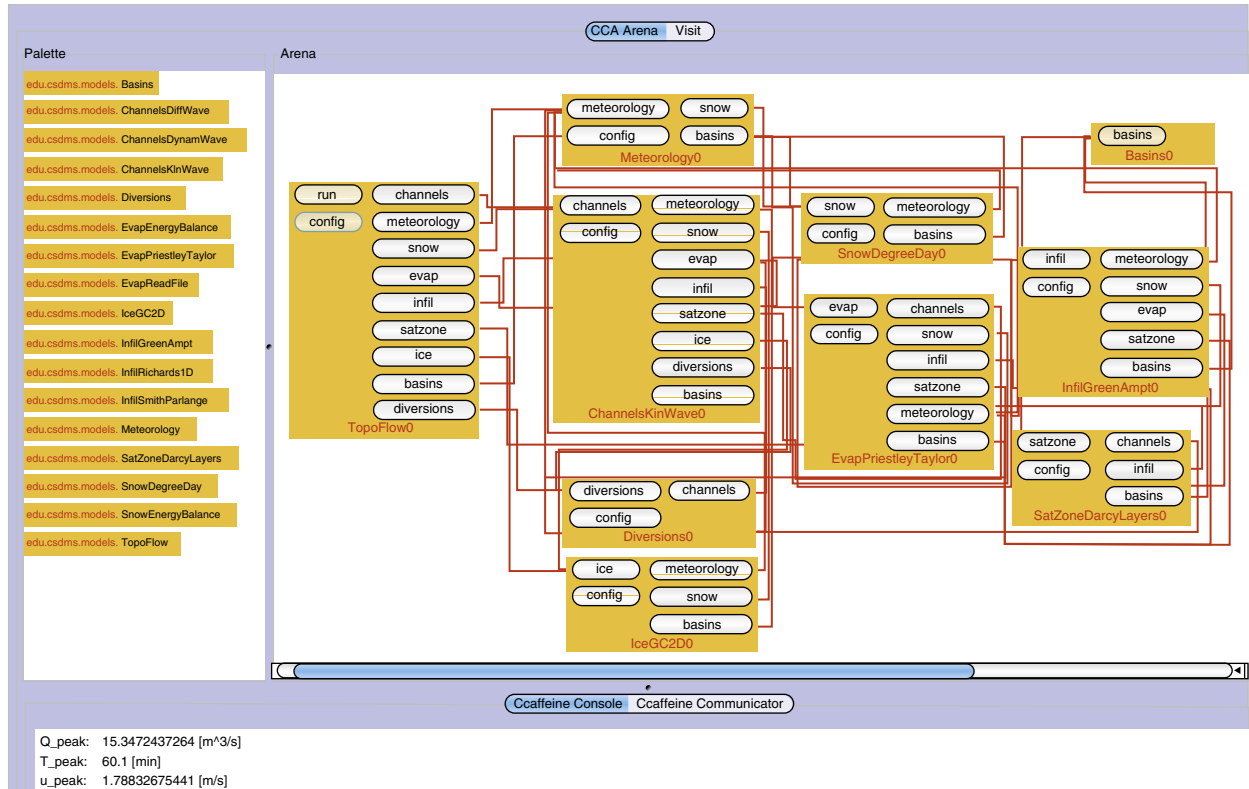 CCA Arena Visit
Palette
Arena
edu.csdms.models. Basins
edu.csdms.models. ChannelsDiffWave
edu.csdms.models. ChannelsDynamWave
edu.csdms.models. ChannelsKInWave
edu.csdms.models. Diversions
edu.csdms.models. EvapEnergyBalance
edu.csdms.models. EvapPriestleyTaylor
edu.csdms.models. EvapReadFile
edu.csdms.models. IceGC2D
edu.csdms.models. InfilGreenAmpt
edu.csdms.models. InfilRichards1D
edu.csdms.models. InfilSmithParlange
edu.csdms.models. Meteorology
edu.csdms.models. SatZoneDarcyLayers
edu.csdms.models. SnowDegreeDay
edu.csdms.models. SnowEnergyBalance
edu.csdms.models. TopoFlow
run channels
config meteorology
snow
evap
infil
satzone
ice
basins
diversions
TopoFlow0
meteorology snow
config basins
Meteorology0
channels meteorology
config snow
evap
infil
satzone
ice
diversions
basins
ChannelsKinWave0
diversions channels
config
Diversions0
ice meteorology
config snow
basins
IceGC2D0
snow meteorology
config basins
SnowDegreeDay0
evap channels
config snow
infil
satzone
meteorology
basins
EvapPriestleyTaylor0
basins
Basins0
infil meteorology
config snow
evap
satzone
basins
InfilGreenAmpt0
satzone channels
config infil
basins
SatZoneDarcyLayers0
Ccaffeine Console Ccaffeine Communicator
Q_peak: 15.3472437264 [m^3/s]
T_peak: 60.1 [min]
u_peak: 1.78832675441 [m/s]